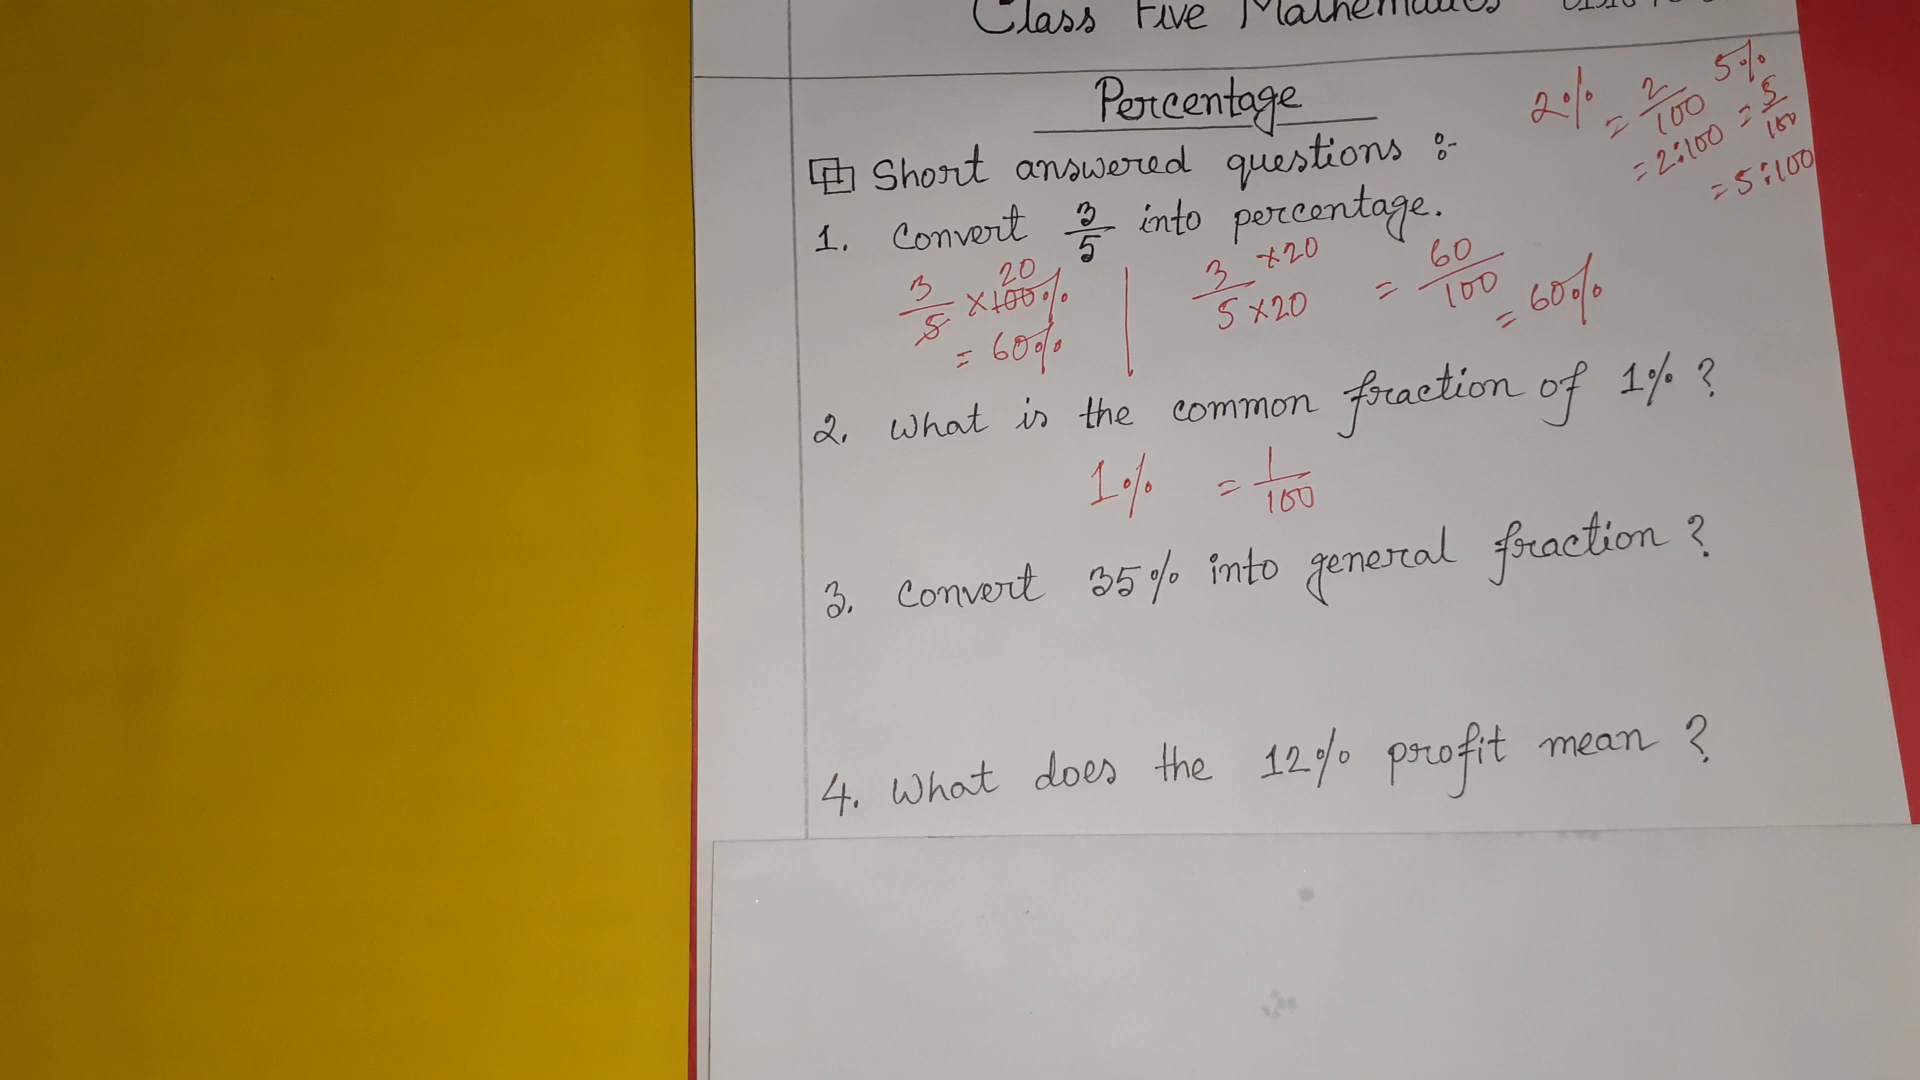 Class Five Mathematics
Percentage
Short answered questions :-
2% = 2/100
= 2:100
5%
= 5/100
= 5:100
1. Convert 3/5 into percentage.
3/5 × 100% 20
= 60%
3×20/5×20 = 60/100 = 60%
2. What is the common fraction of 1% ?
1% = 1/100
3. Convert 35% into general fraction ?
4. What does the 12% profit mean ?